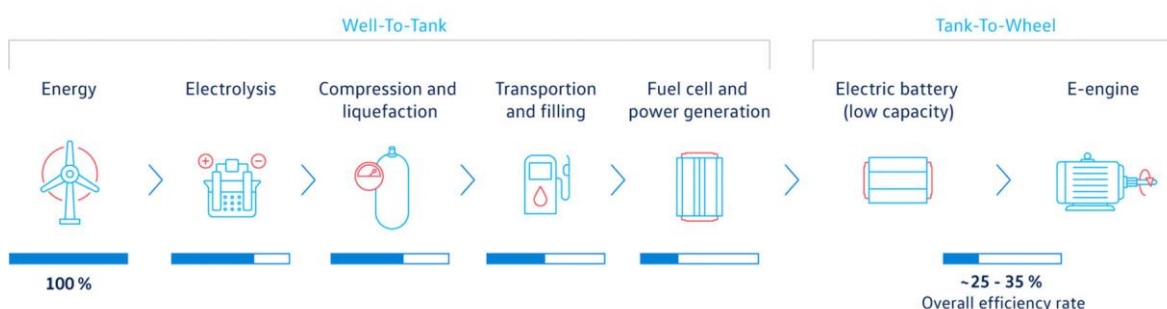 Well-To-Tank
Tank-To-Wheel
Energy
Electrolysis
Compression and
liquefaction
Transportion
and filling
Fuel cell and
power generation
Electric battery
(low capacity)
E-engine
100 %
~25 - 35 %
Overall efficiency rate